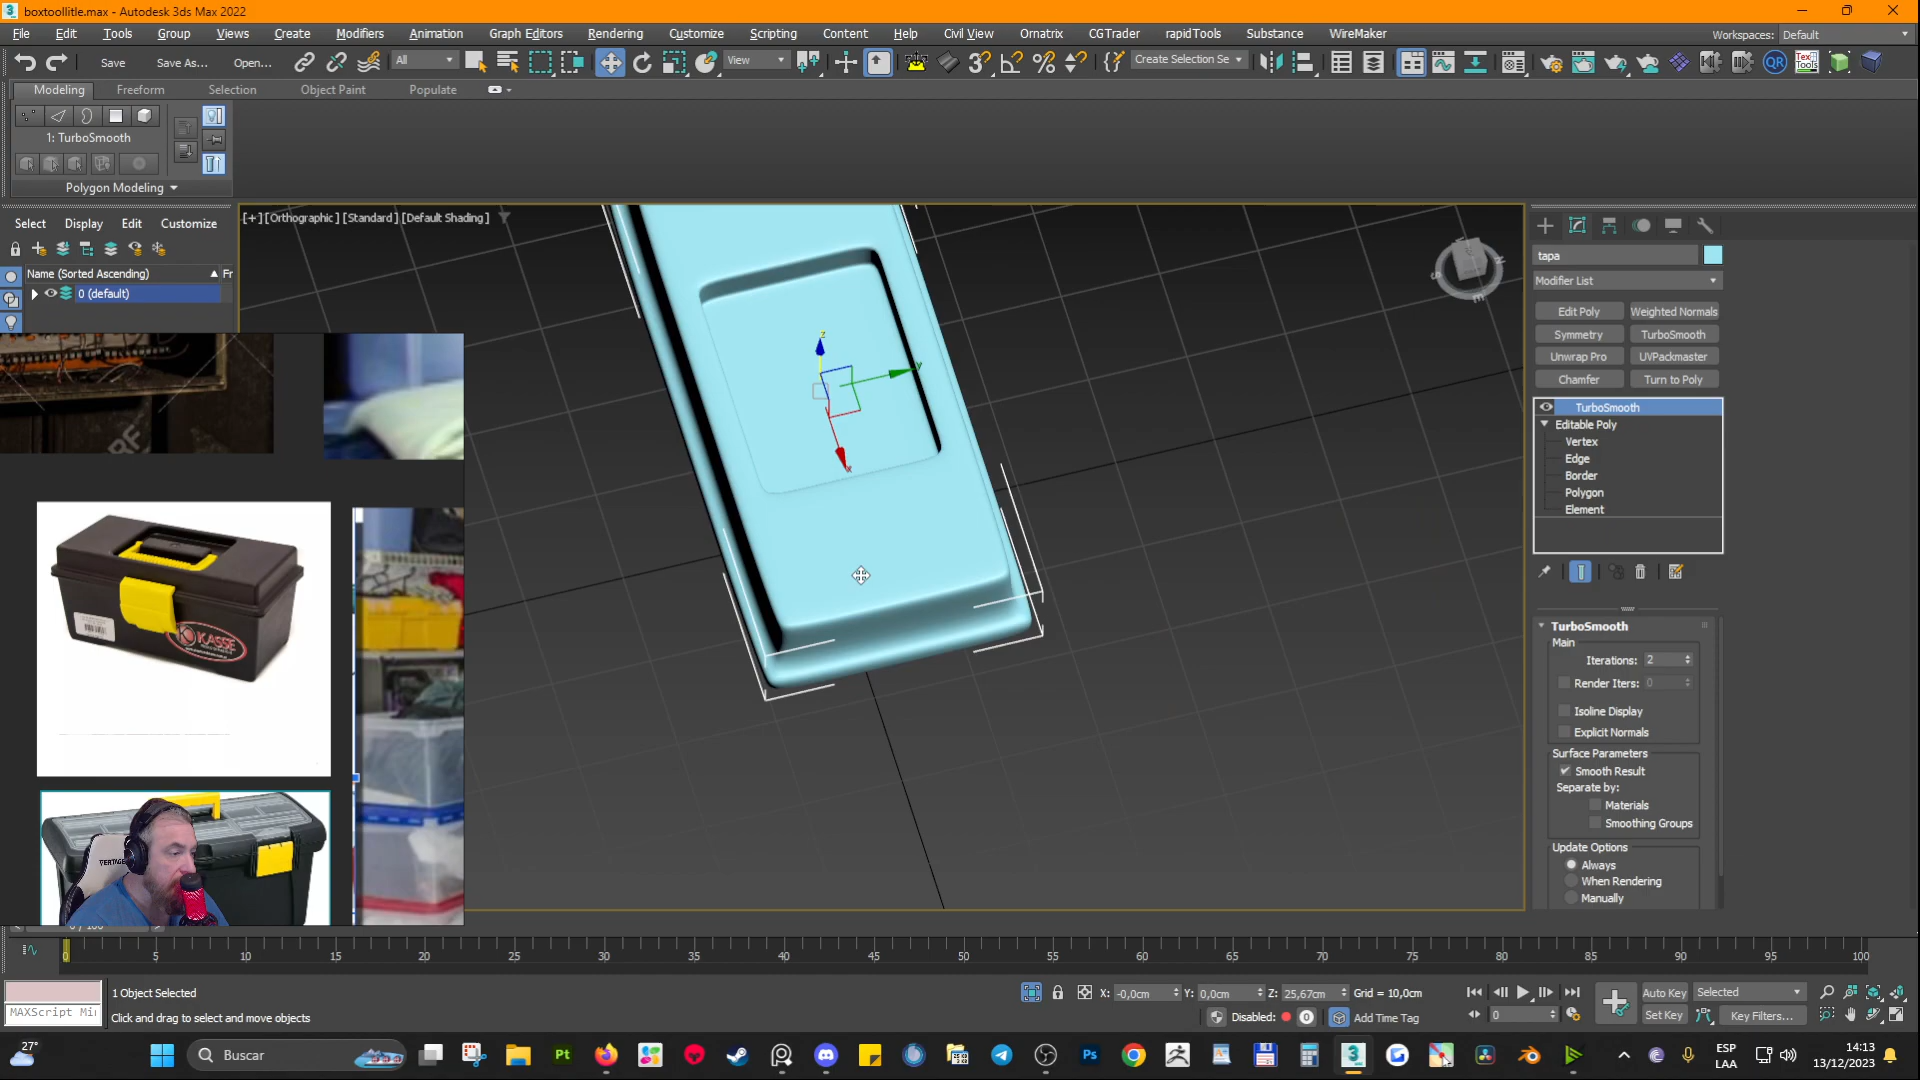 boxtoollitle.max - Autodesk 3ds Max 2022
File Edit Tools Group Views Create Modifiers Animation Graph Editors Rendering Customize Scripting Content Help Civil View Ornatrix CGTrader rapidTools Substance WireMaker
Workspaces: Default
Save Save As... Open... All View Create Selection Se
Modeling Freeform Selection Object Paint Populate
1: TurboSmooth
Polygon Modeling
Select Display Edit Customize
Name (Sorted Ascending) Fr
0 (default)
[+] [Orthographic] [Standard] [Default Shading]
tapa
Modifier List
Edit Poly Weighted Normals
Symmetry TurboSmooth
Unwrap Pro UVPackmaster
Chamfer Turn to Poly
TurboSmooth
Editable Poly
Vertex
Edge
Border
Polygon
Element
TurboSmooth
Main
Iterations: 2
Render Iters: 0
Isoline Display
Explicit Normals
Surface Parameters
Smooth Result
Separate by:
Materials
Smoothing Groups
Update Options
Always
When Rendering
Manually
KASSE
0 / 100
0 5 10 15 20 25 30 35 40 45 50 55 60 65 70 75 80 85 90 95 100
1 Object Selected
X: -0,0cm Y: 0,0cm Z: 25,67cm Grid = 10,0cm
Auto Key Selected
MAXScript Mi
Click and drag to select and move objects
Disabled: 0 Add Time Tag
0
Set Key Key Filters...
27°
Buscar
ESP
LAA
14:13
13/12/2023